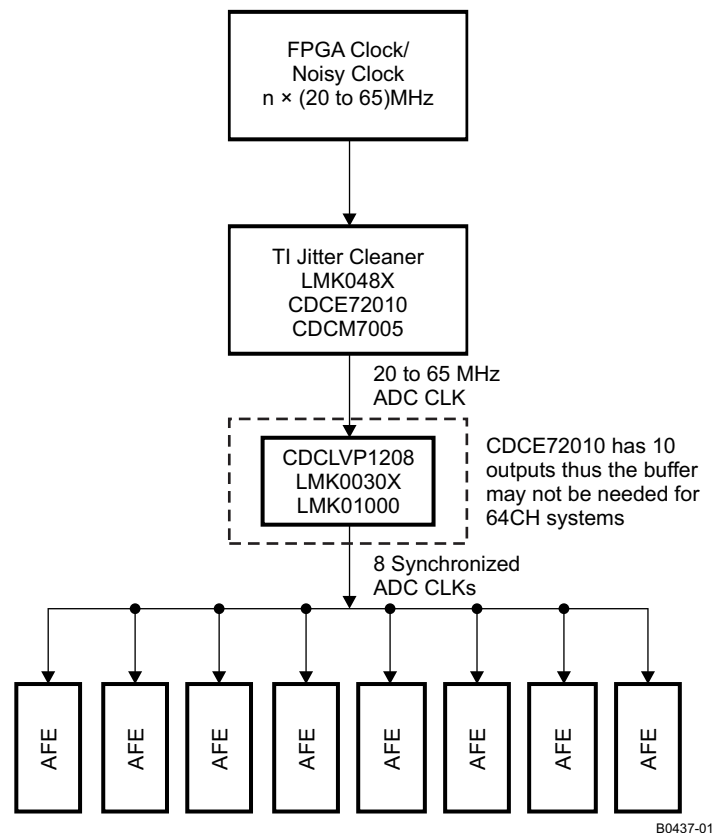 FPGA Clock/
Noisy Clock
n × (20 to 65)MHz
TI Jitter Cleaner
LMK048X
CDCE72010
CDCM7005
20 to 65 MHz
ADC CLK
CDCLVP1208
LMK0030X
LMK01000
CDCE72010 has 10
outputs thus the buffer
may not be needed for
64CH systems
8 Synchronized
ADC CLKs
AFE
AFE
AFE
AFE
AFE
AFE
AFE
AFE
B0437-01